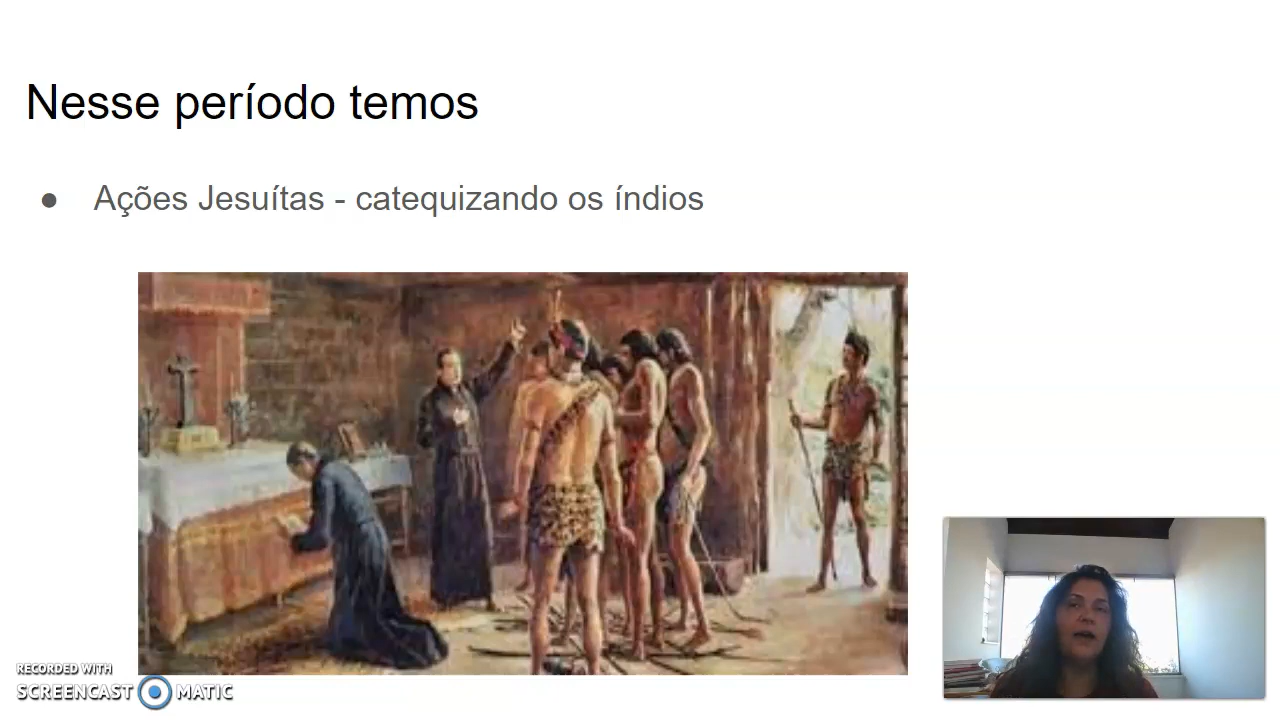 Nesse período temos
● Ações Jesuítas - catequizando os índios
RECORDED WITH
SCREENCAST MATIC